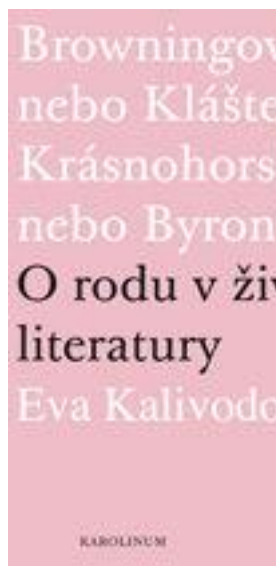 Browningov
nebo Klášte
Krásnohors
nebo Byron
O rodu v živ
literatury
Eva Kalivodo
KAROLINUM